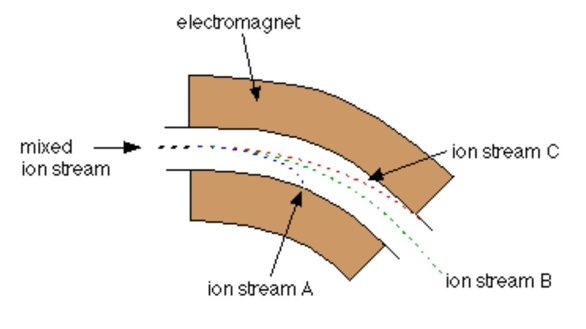 electromagnet
mixed
ion stream
ion stream C
ion stream A
ion stream B